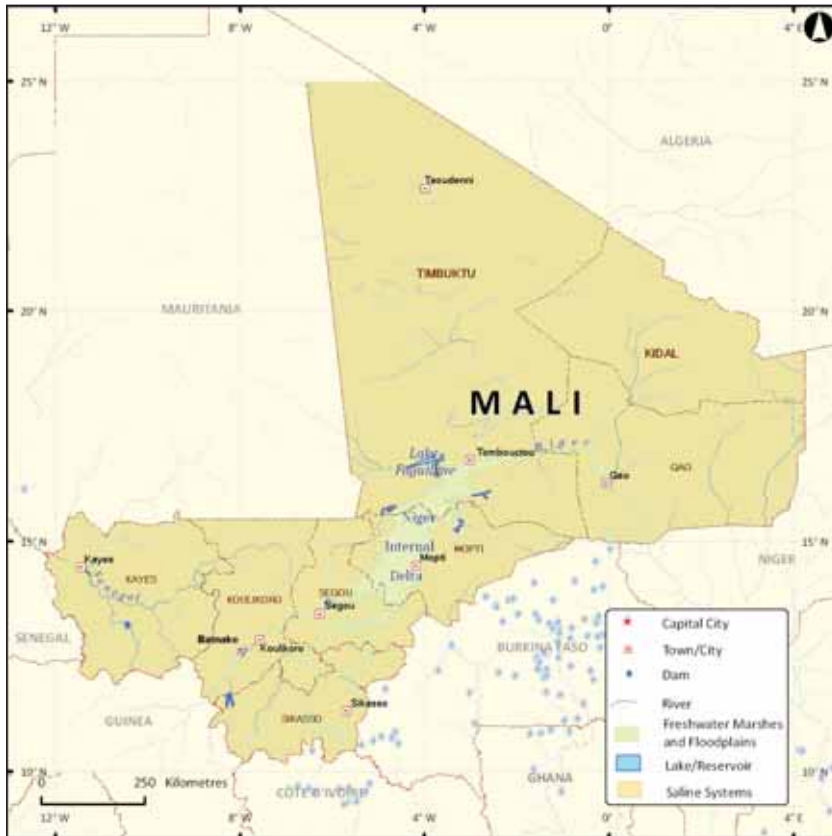 12° W 8° W 4° W 0° 4° E
25° N 25° N
ALGERIA
Taoudenni
TIMBUKTU
20° N 20° N
MAURITANIA
KIDAL
MALI
Lake
Faguibine
Tombouctou
Niger
Gao
GAO
15° N 15° N
Niger
Internal
Delta
Mopti
MOPTI
Kayes
KAYES
Senegal
KOULIKORO
SEGOU
Segou
NIGER
SENEGAL
Bamako
Koulikoro
BURKINA FASO
Sikasso
SIKASSO
GUINEA
Capital City
Town/City
Dam
River
Freshwater Marshes
and Floodplains
Lake/Reservoir
Saline Systems
10° N
0 250 Kilometres
CÔTE D'IVOIRE
GHANA
12° W 8° W 4° W 0° 4° E